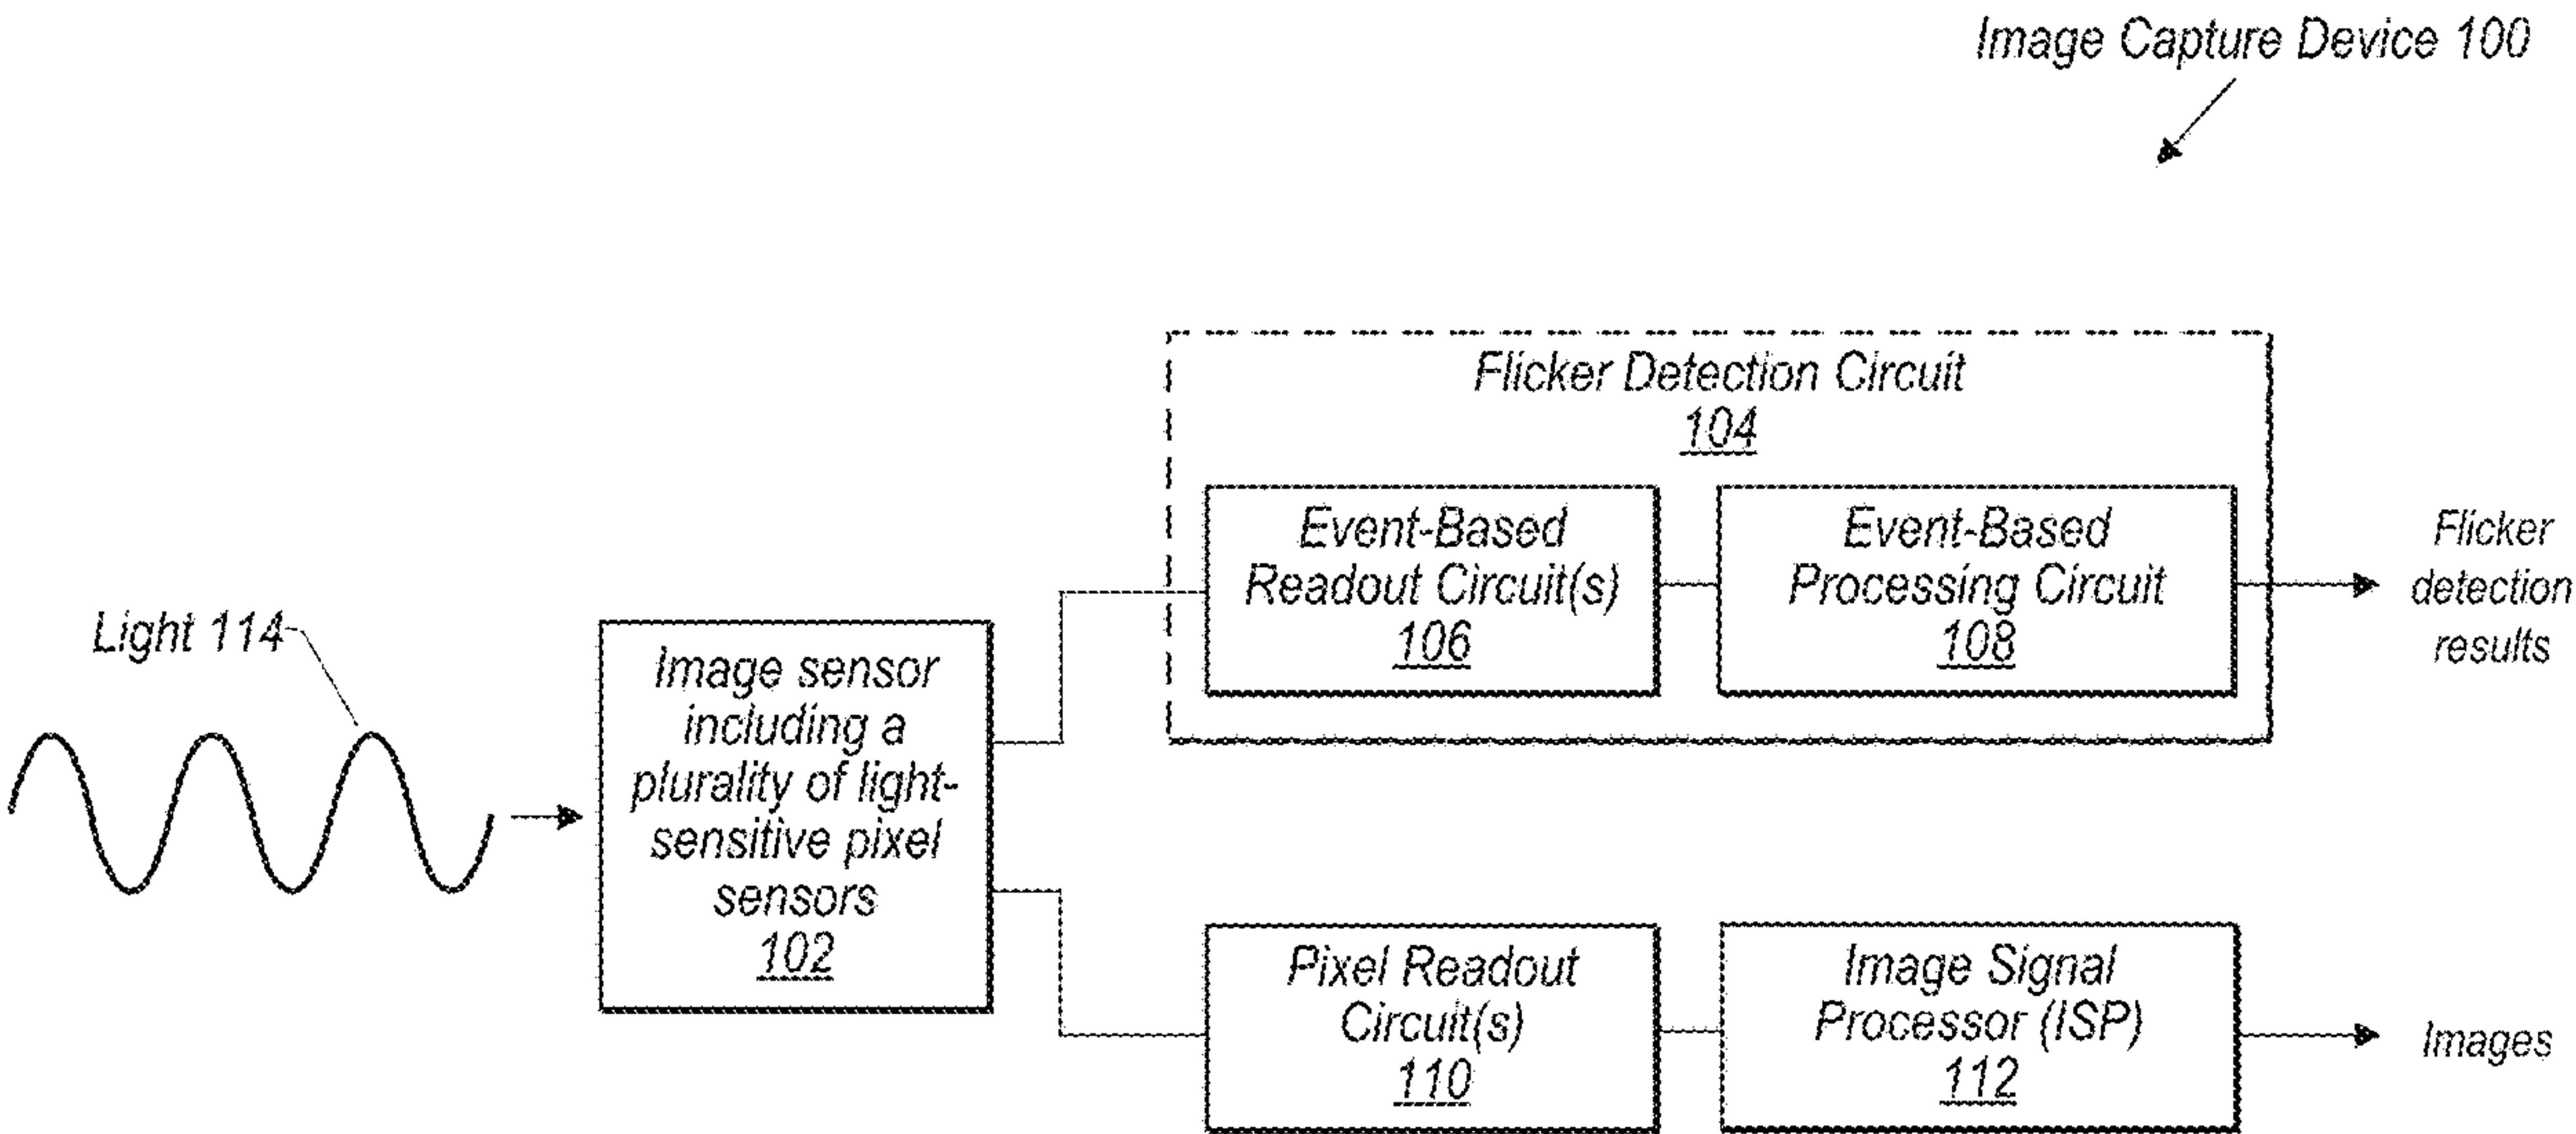 Image Capture Device 100
Flicker Detection Circuit
104
Event-Based
Readout Circuit(s)
106
Event-Based
Processing Circuit
108
Flicker
detection
results
Light 114
Image sensor
including a
plurality of light-
sensitive pixel
sensors
102
Pixel Readout
Circuit(s)
110
Image Signal
Processor (ISP)
112
Images